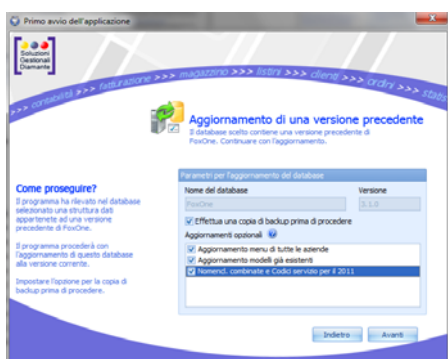 Primo avvio dell'applicazione
Soluzioni
Gestionali
Diamante
>>> contabilità >>> fatturazione >>> magazzino >>> listini >>> clienti >>> ordini >>> statis
Aggiornamento di una versione precedente
Il database scelto contiene una versione precedente di
FoxOne. Continuare con l'aggiornamento.
Come proseguire?
Il programma ha rilevato nel database
selezionato una struttura dati
appartenete ad una versione
precedente di FoxOne.
Il programma procederà con
l'aggiornamento di questo database
alla versione corrente.
Impostare l'opzione per la copia di
backup prima di procedere.
Parametri per l'aggiornamento del database
Nome del database
Versione
FoxOne
3.1.0
Effettua una copia di backup prima di procedere
Aggiornamenti opzionali
Aggiornamento menu di tutte le aziende
Aggiornamento modelli già esistenti
Nomencl. combinate e Codici servizio per il 2011
Indietro
Avanti